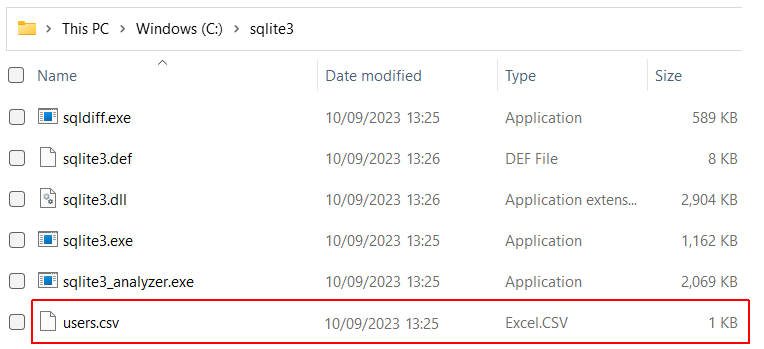 This PC Windows (C:) sqlite3
Name Date modified Type Size
sqldiff.exe 10/09/2023 13:25 Application 589 KB
sqlite3.def 10/09/2023 13:26 DEF File 8 KB
sqlite3.dll 10/09/2023 13:26 Application extens... 2,904 KB
sqlite3.exe 10/09/2023 13:25 Application 1,162 KB
sqlite3_analyzer.exe 10/09/2023 13:25 Application 2,069 KB
users.csv 10/09/2023 13:25 Excel.CSV 1 KB